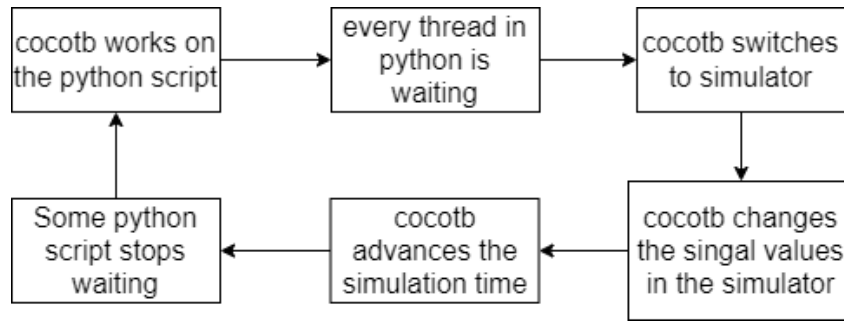 cocotb works on
the python script
every thread in
python is
waiting
cocotb switches
to simulator
cocotb changes
the singal values
in the simulator
cocotb
advances the
simulation time
Some python
script stops
waiting